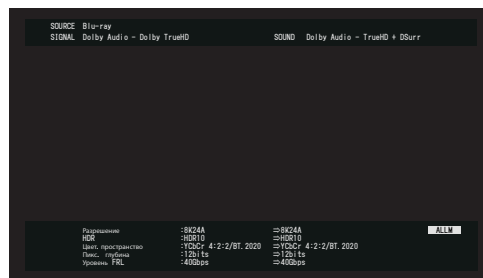 SOURCE Blu-ray
SIGNAL Dolby Audio - Dolby TrueHD SOUND Dolby Audio - TrueHD + DSurr
Разрешение :8K24A ⇒8K24A ALLM
HDR :HDR10 ⇒HDR10
Цвет. пространство :YCbCr 4:2:2/BT.2020 ⇒YCbCr 4:2:2/BT.2020
Пикс. глубина :12bits ⇒12bits
Уровень FRL :40Gbps ⇒40Gbps